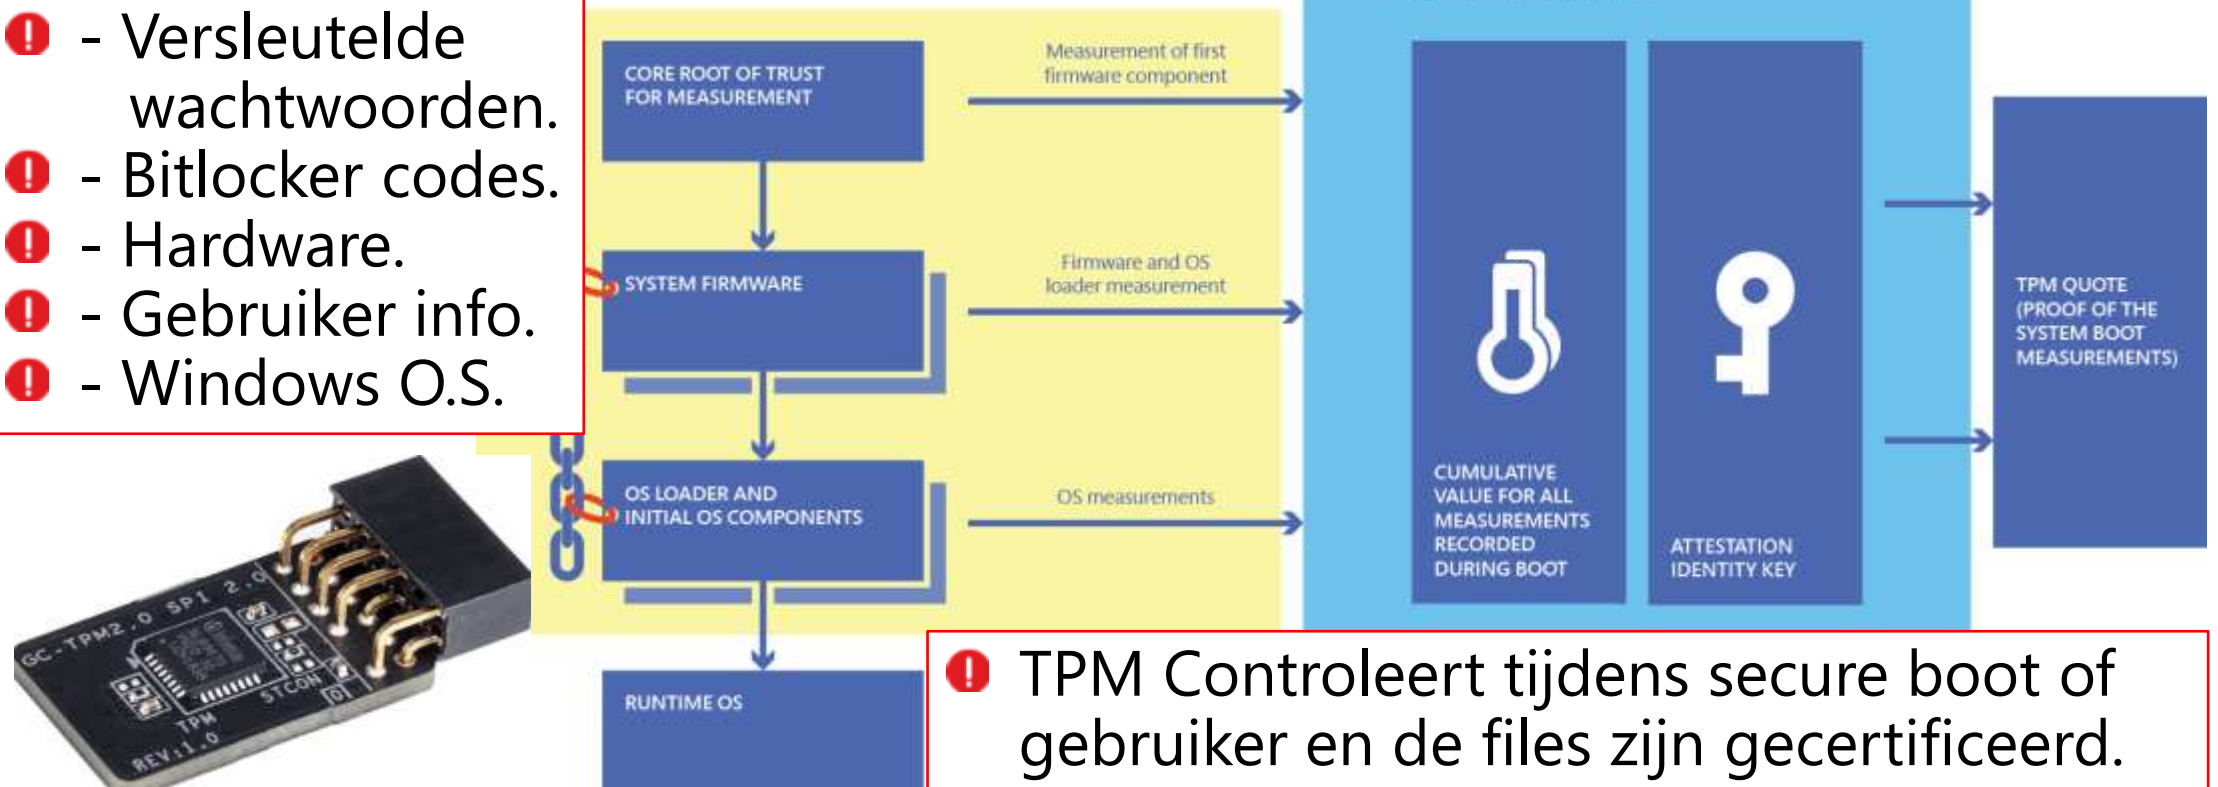 - Versleutelde
wachtwoorden.
- Bitlocker codes.
- Hardware.
- Gebruiker info.
- Windows O.S.
CORE ROOT OF TRUST
FOR MEASUREMENT
Measurement of first
firmware component
SYSTEM FIRMWARE
Firmware and OS
loader measurement
OS LOADER AND
INITIAL OS COMPONENTS
OS measurements
RUNTIME OS
CUMULATIVE
VALUE FOR ALL
MEASUREMENTS
RECORDED
DURING BOOT
ATTESTATION
IDENTITY KEY
TPM QUOTE
(PROOF OF THE
SYSTEM BOOT
MEASUREMENTS)
GC-TPM2.0 SPI 2.0
STCON
TPM
REV:1.0
TPM Controleert tijdens secure boot of
gebruiker en de files zijn gecertificeerd.